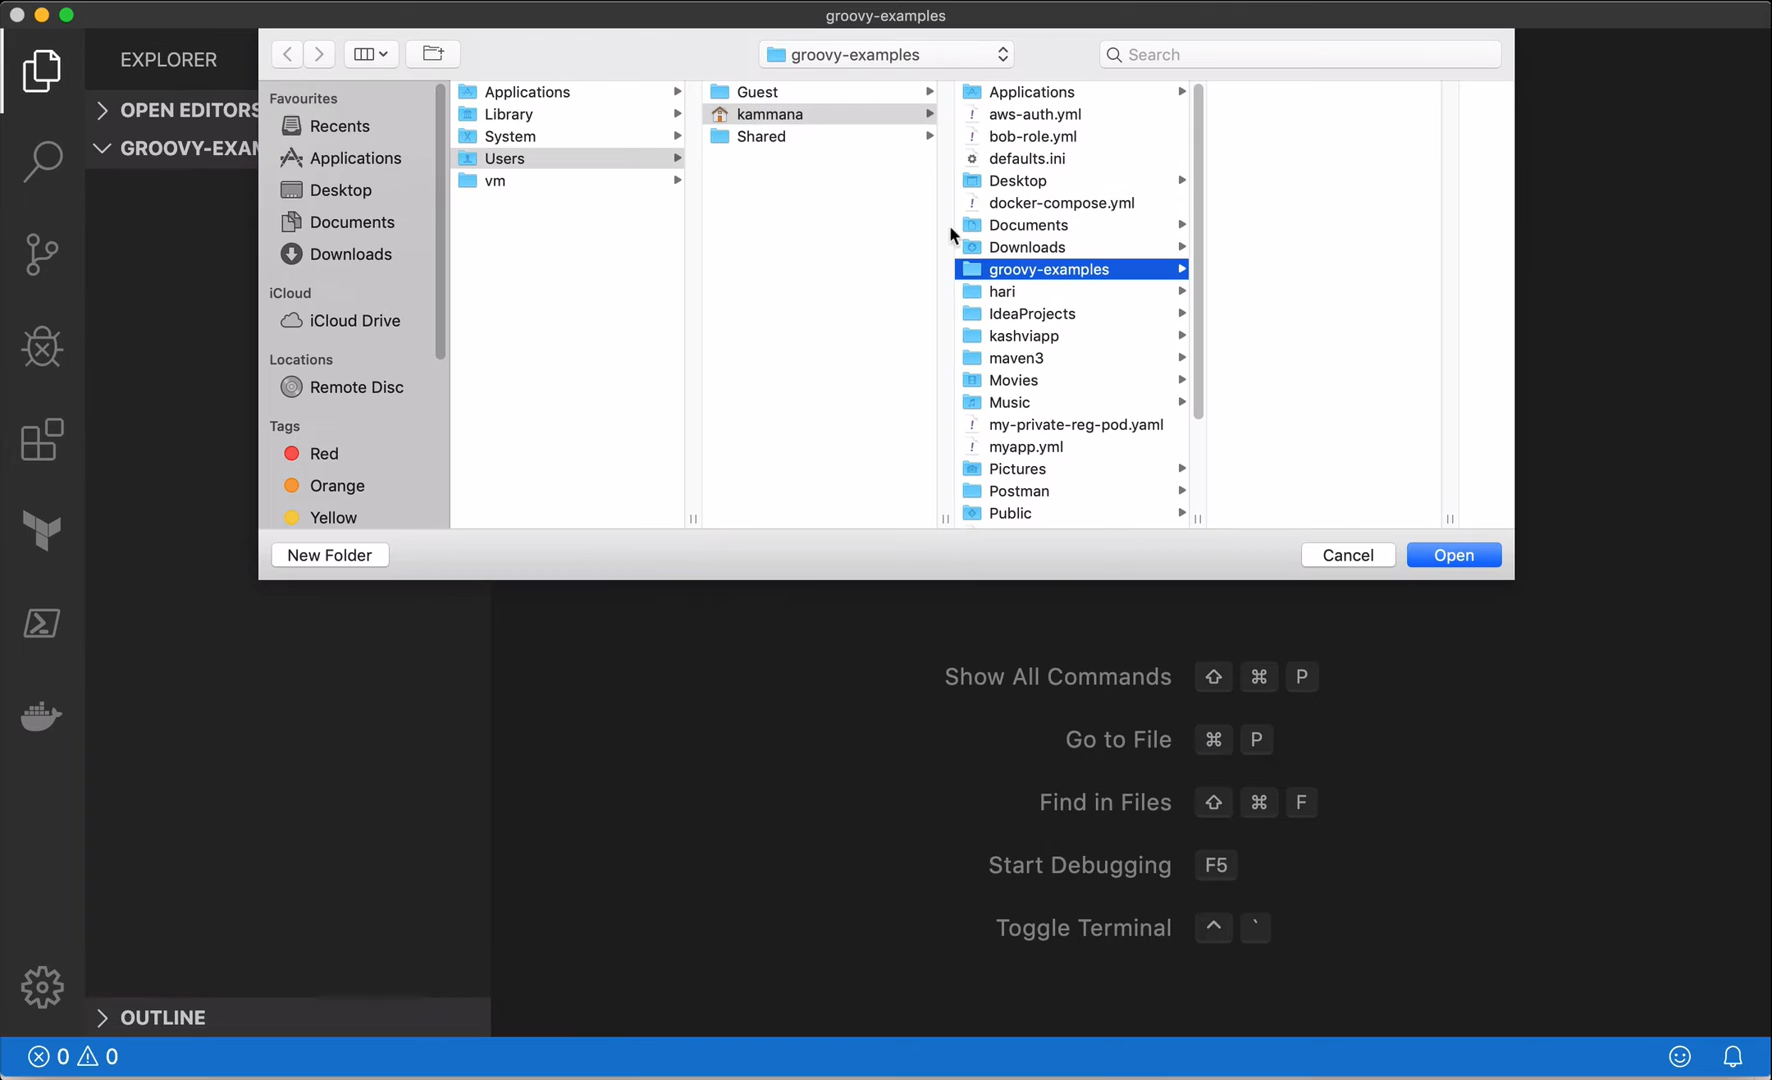 groovy-examples
EXPLORER
OPEN EDITORS
GROOVY-EXAM
groovy-examples
Search
Favourites
Recents
Applications
Desktop
Documents
Downloads
iCloud
iCloud Drive
Locations
Remote Disc
Tags
Red
Orange
Yellow
Applications
Library
System
Users
vm
Guest
kammana
Shared
Applications
aws-auth.yml
bob-role.yml
defaults.ini
Desktop
docker-compose.yml
Documents
Downloads
groovy-examples
hari
IdeaProjects
kashviapp
maven3
Movies
Music
my-private-reg-pod.yaml
myapp.yml
Pictures
Postman
Public
New Folder
Cancel
Open
Show All Commands ⇧ ⌘ P
Go to File ⌘ P
Find in Files ⇧ ⌘ F
Start Debugging F5
Toggle Terminal ^ `
OUTLINE
0 0